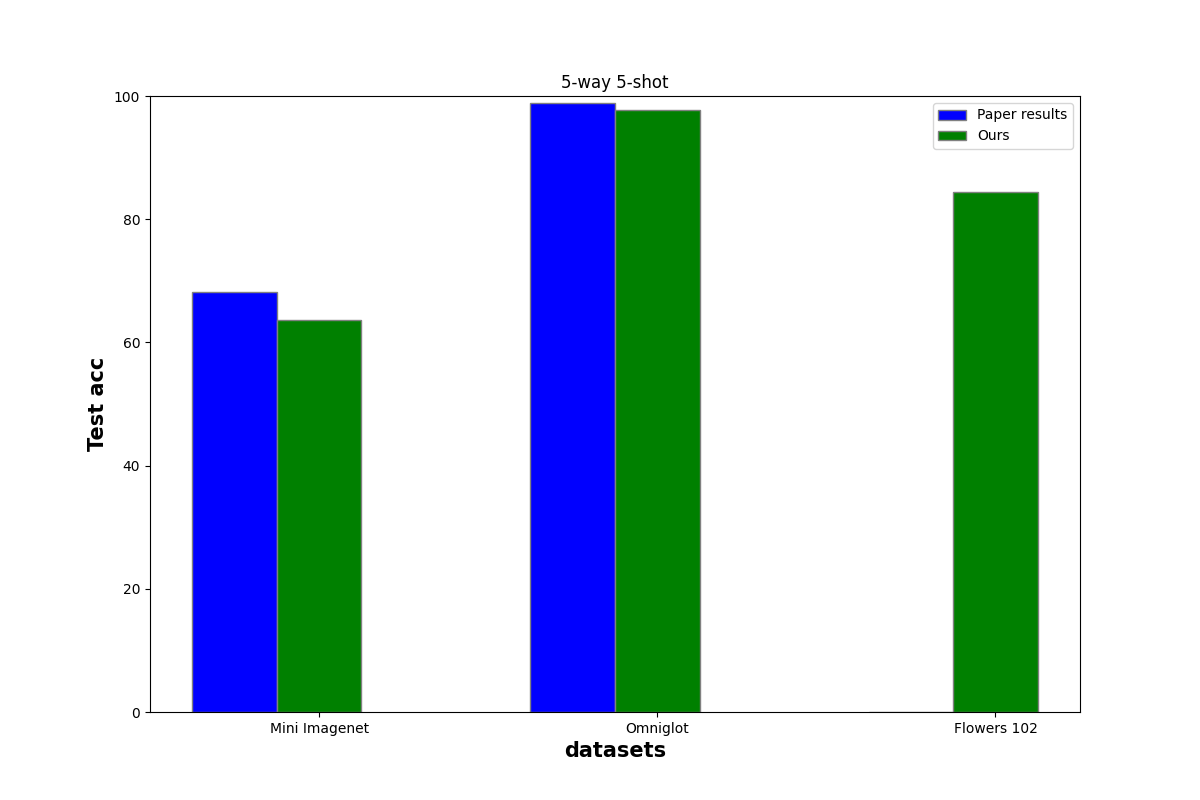 5-way 5-shot
100
80
60
40
20
0
Test acc
Paper results
Ours
Mini Imagenet
Omniglot
Flowers 102
datasets